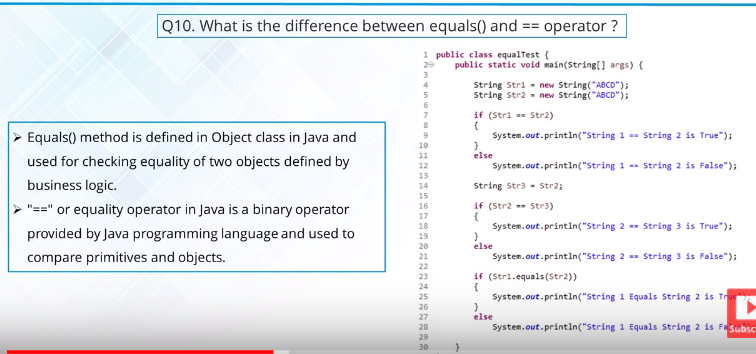 Q10. What is the difference between equals() and == operator ?
➢ Equals() method is defined in Object class in Java and
used for checking equality of two objects defined by
business logic.
➢ "==" or equality operator in Java is a binary operator
provided by Java programming language and used to
compare primitives and objects.
1 public class equalTest {
2 public static void main(String[] args) {
3
4 String Str1 = new String("ABCD");
5 String Str2 = new String("ABCD");
6
7 if (Str1 == Str2)
8 {
9 System.out.println("String 1 == String 2 is True");
10 }
11 else
12 System.out.println("String 1 == String 2 is False");
13
14 String Str3 = Str2;
15
16 if (Str2 == Str3)
17 {
18 System.out.println("String 2 == String 3 is True");
19 }
20 else
21 System.out.println("String 2 == String 3 is False");
22
23 if (Str1.equals(Str2))
24 {
25 System.out.println("String 1 Equals String 2 is True");
26 }
27 else
28 System.out.println("String 1 Equals String 2 is Fa
29
30 }
Subsc